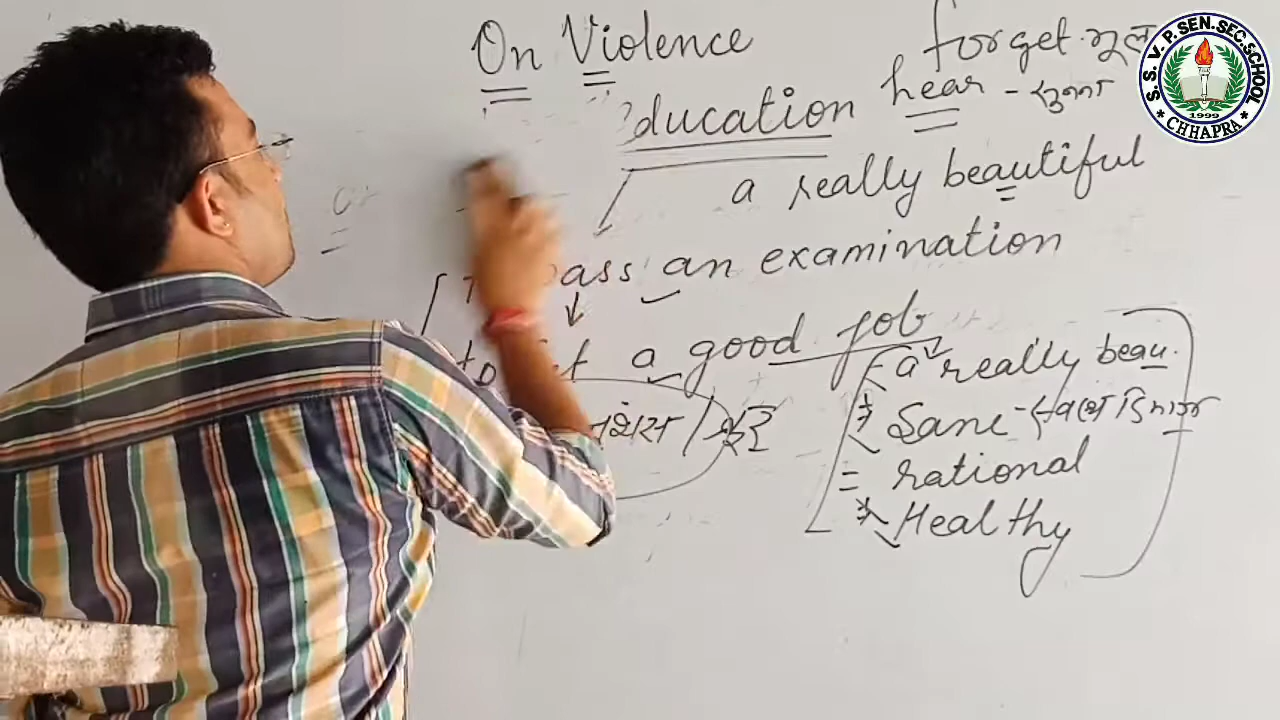 On Violence
forget. भूल
Education
hear - सुनना
a really beautiful
pass an examination
a good job
a really beau.
Sane -
rational
Healthy
S. S. V. P. SEN. SEC. SCHOOL
1999
* CHHAPRA *